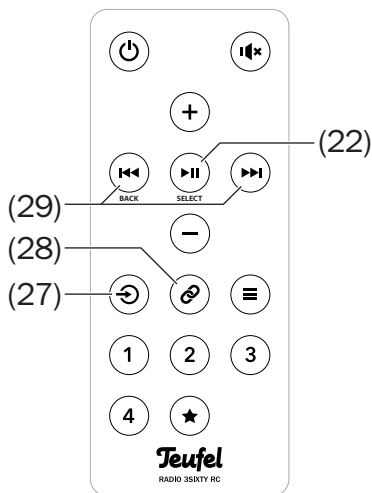 (22)
BACK SELECT
(29)
(28)
(27)
1 2 3
4
Teufel
RADIO 3SIXTY RC